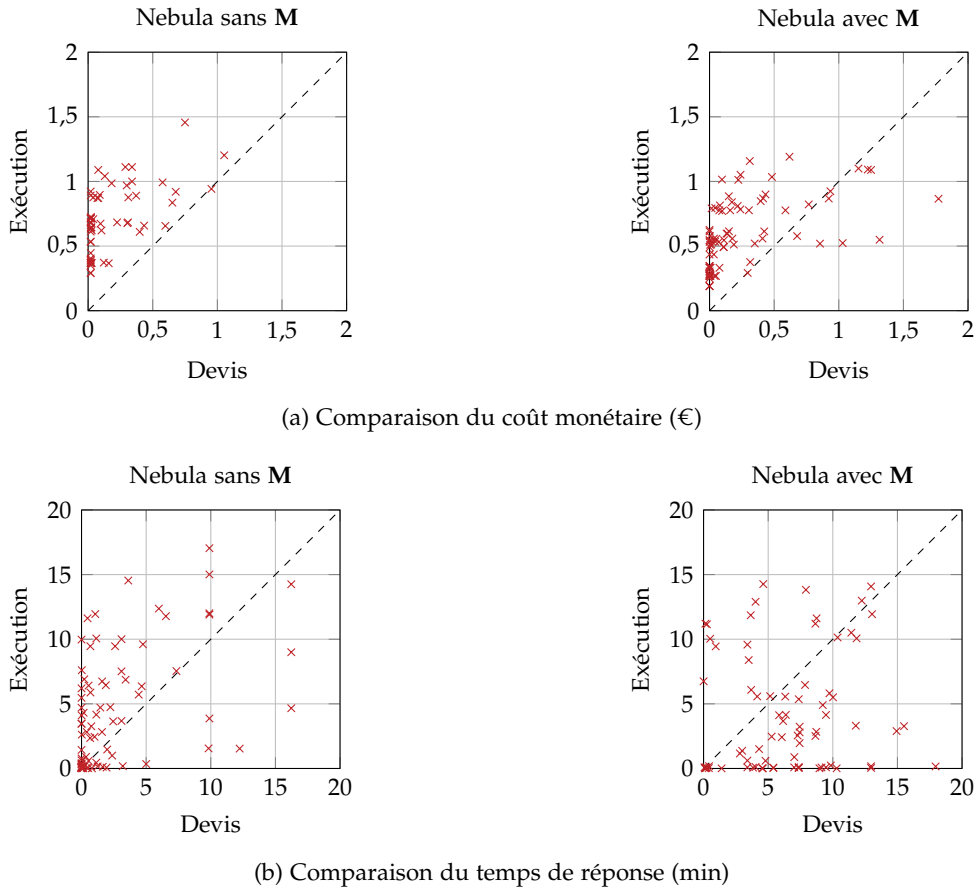 Nebula sans M Nebula avec M
2 2
1,5 1,5
1 1
0,5 0,5
0 0
Exécution Exécution
0 0,5 1 1,5 2 0 0,5 1 1,5 2
Devis Devis
(a) Comparaison du coût monétaire (€)
Nebula sans M Nebula avec M
20 20
15 15
10 10
5 5
0 0
Exécution Exécution
0 5 10 15 20 0 5 10 15 20
Devis Devis
(b) Comparaison du temps de réponse (min)